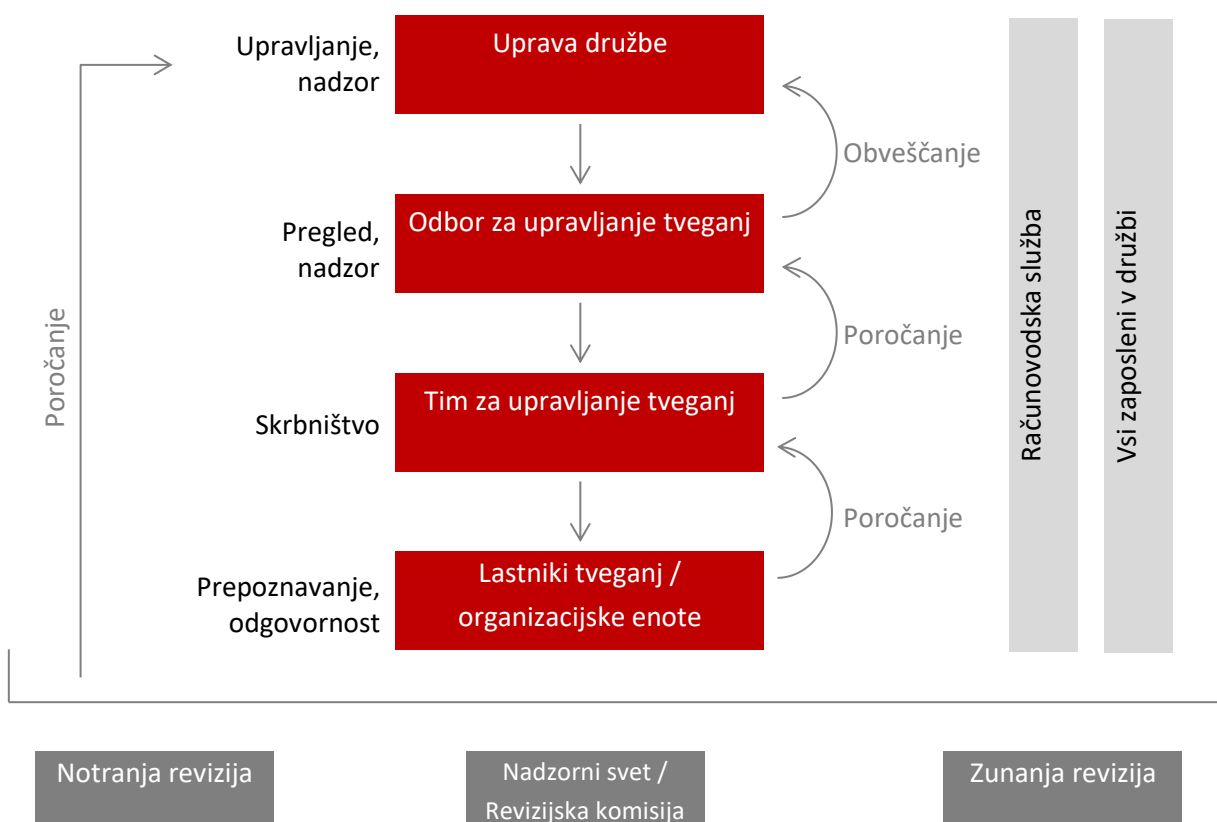 Upravljanje,
nadzor
Uprava družbe
Obveščanje
Pregled,
nadzor
Odbor za upravljanje tveganj
Poročanje
Poročanje
Skrbništvo
Tim za upravljanje tveganj
Poročanje
Prepoznavanje,
odgovornost
Lastniki tveganj /
organizacijske enote
Računovodska služba
Vsi zaposleni v družbi
Notranja revizija
Nadzorni svet /
Revizijska komisija
Zunanja revizija